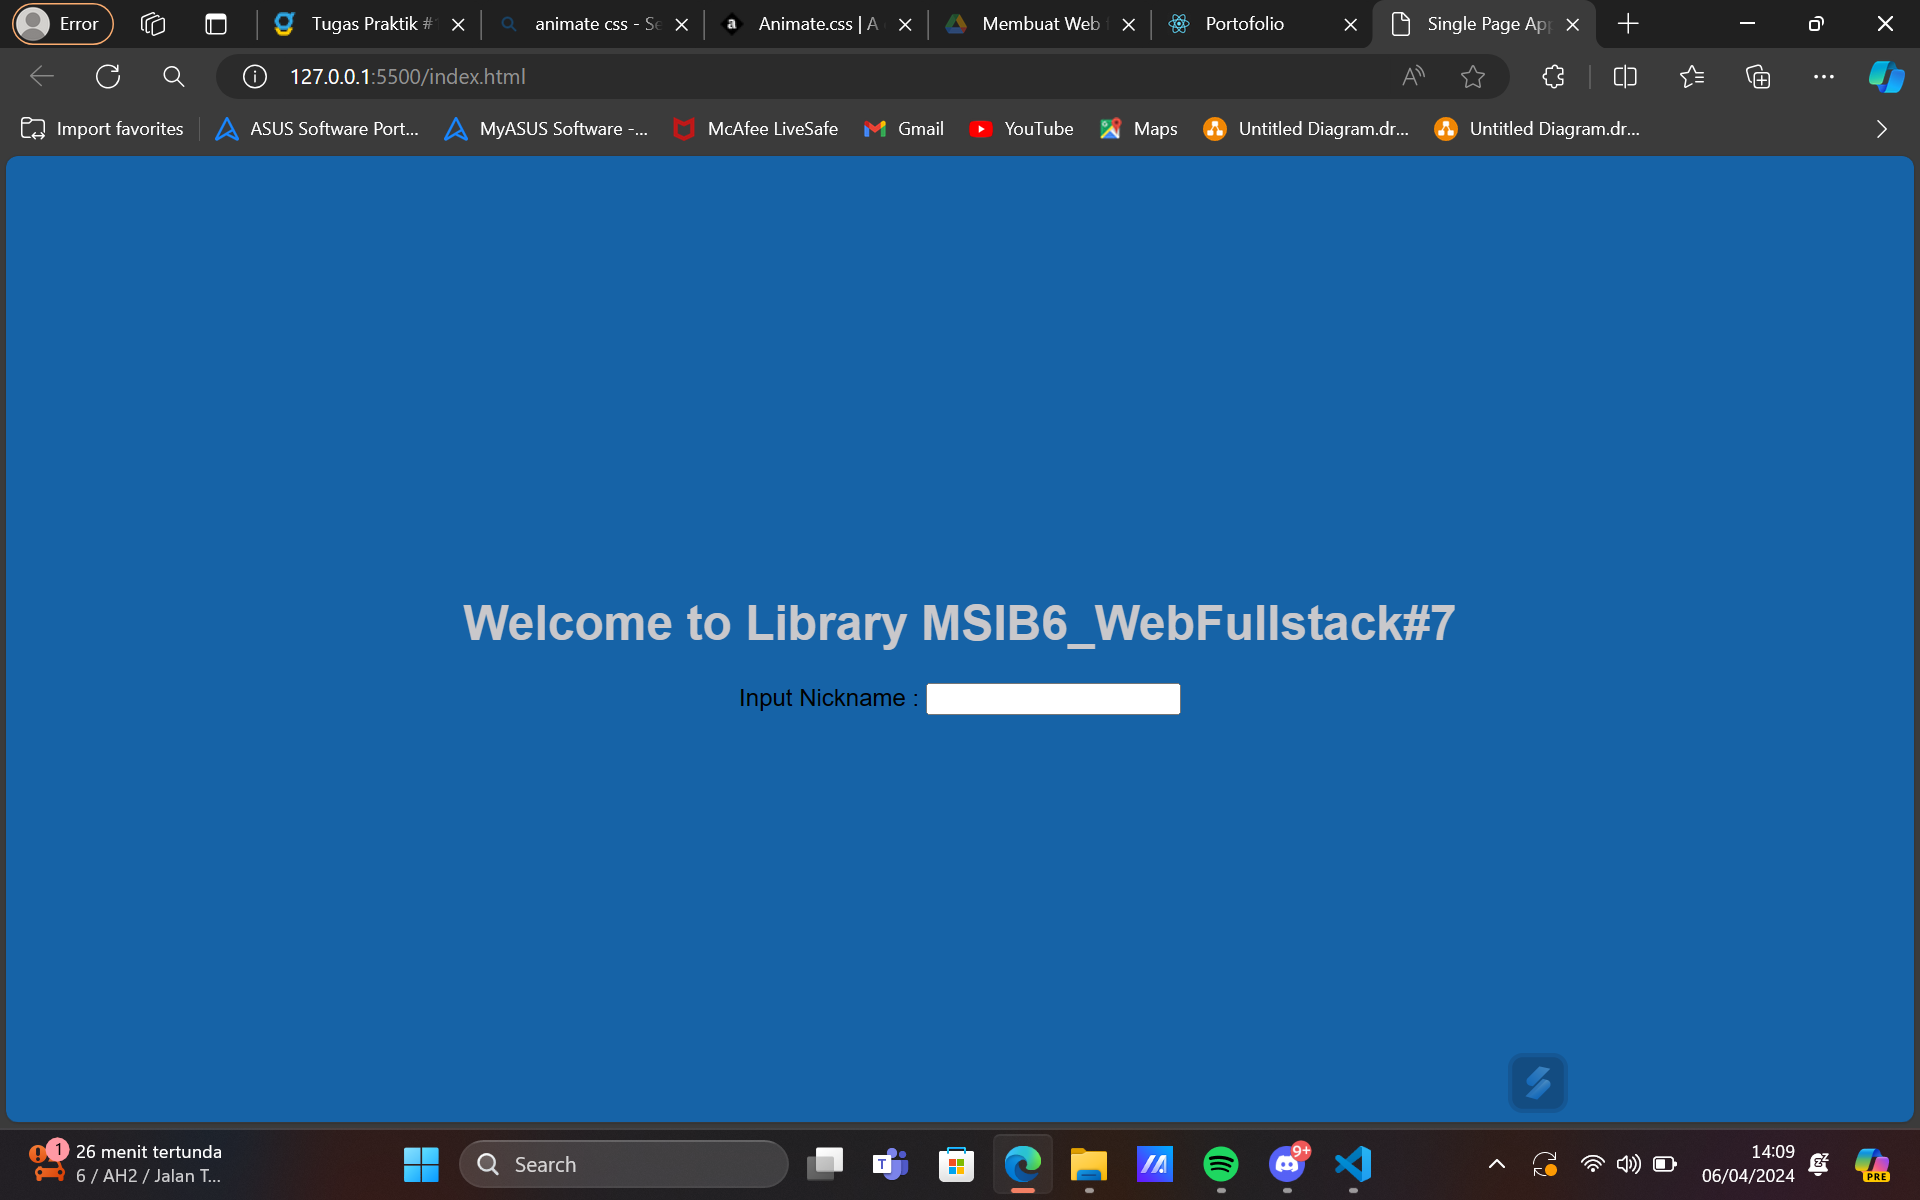 Error
Tugas Praktik #
animate css - Se
Animate.css | A
Membuat Web
Portofolio
Single Page Ap
127.0.0.1:5500/index.html
Import favorites
ASUS Software Port...
MyASUS Software -...
McAfee LiveSafe
Gmail
YouTube
Maps
Untitled Diagram.dr...
Untitled Diagram.dr...
Welcome to Library MSIB6_WebFullstack#7
Input Nickname :
1
26 menit tertunda
6 / AH2 / Jalan T...
Search
9+
14:09
06/04/2024
PRE